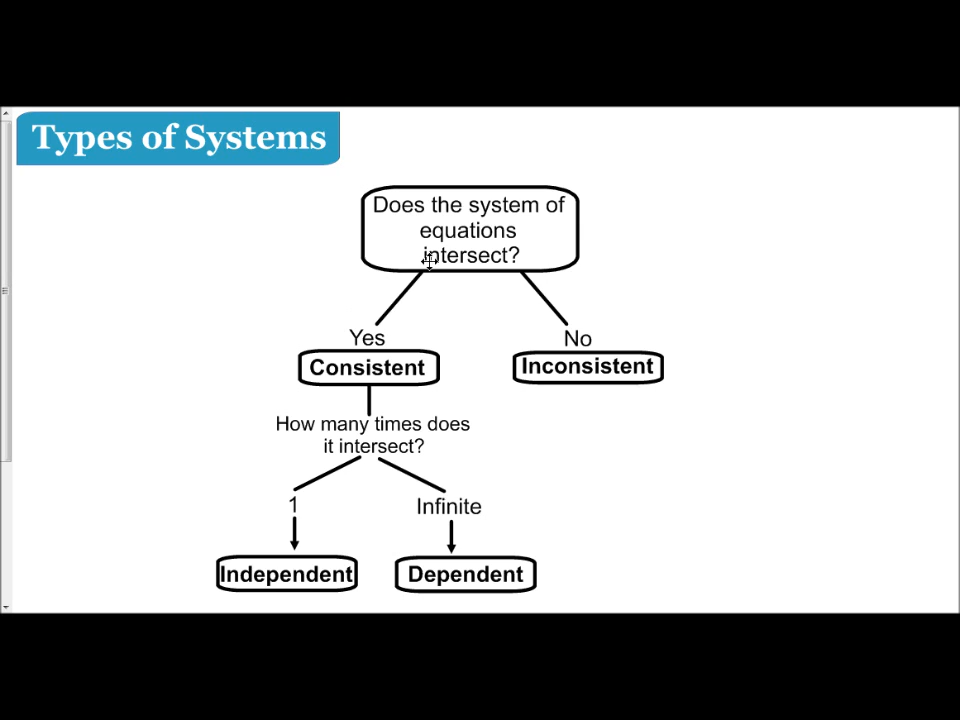 Types of Systems
Does the system of
equations
intersect?
Yes
No
Consistent
Inconsistent
How many times does
it intersect?
1
Infinite
Independent
Dependent